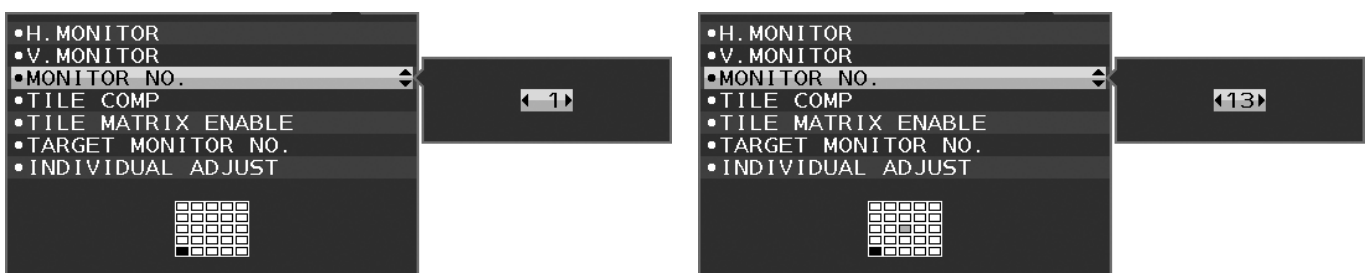 •H.MONITOR
•V.MONITOR
•MONITOR NO.
1
•TILE COMP
•TILE MATRIX ENABLE
•TARGET MONITOR NO.
•INDIVIDUAL ADJUST
•H.MONITOR
•V.MONITOR
•MONITOR NO.
13
•TILE COMP
•TILE MATRIX ENABLE
•TARGET MONITOR NO.
•INDIVIDUAL ADJUST